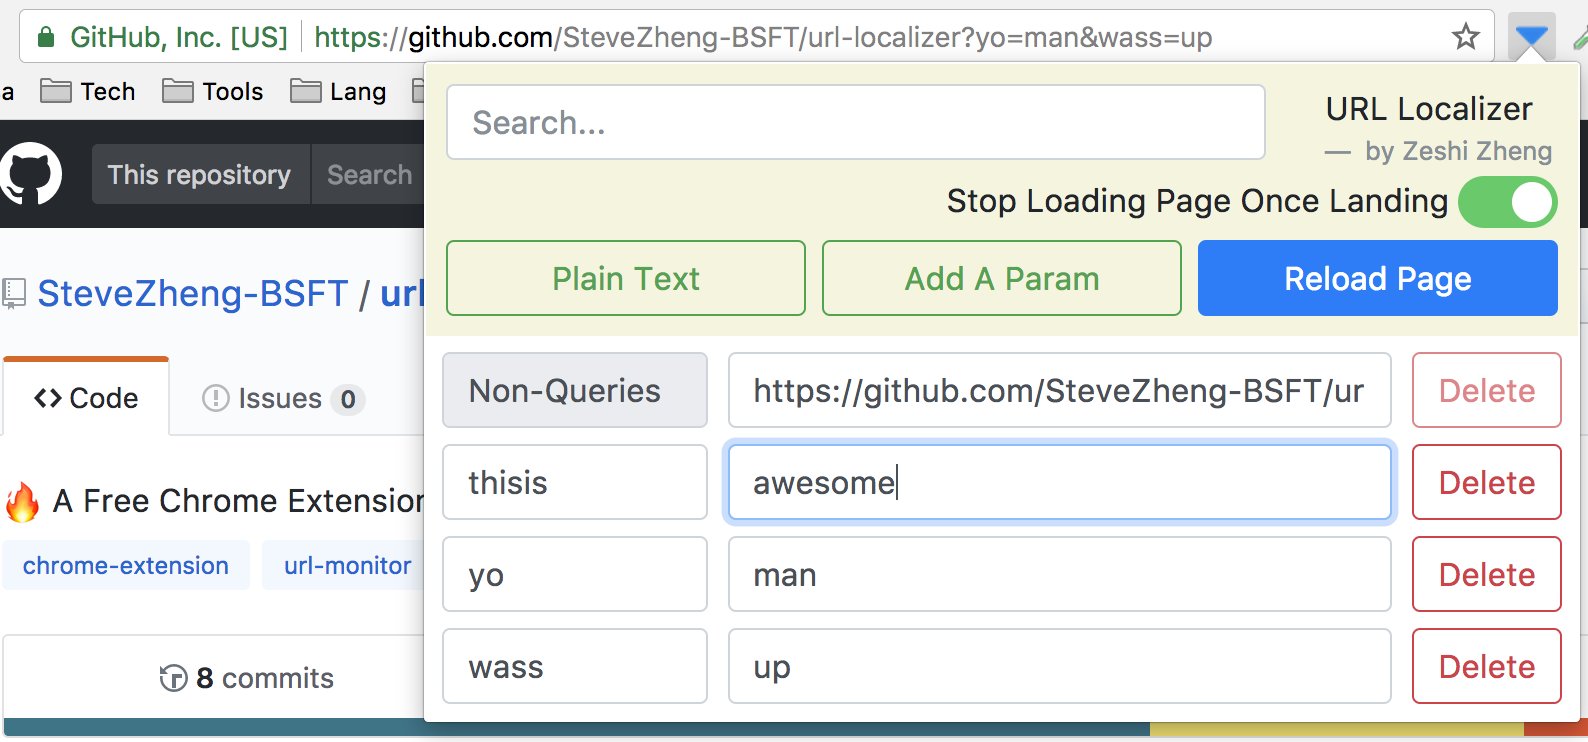 GitHub, Inc. [US] https://github.com/SteveZheng-BSFT/url-localizer?yo=man&wass=up
a Tech Tools Lang
Search...
URL Localizer
— by Zeshi Zheng
This repository Search
Stop Loading Page Once Landing
Plain Text Add A Param Reload Page
SteveZheng-BSFT / url
Non-Queries https://github.com/SteveZheng-BSFT/ur Delete
Code Issues 0
thisis awesome Delete
A Free Chrome Extension
chrome-extension url-monitor
yo man Delete
wass up Delete
8 commits